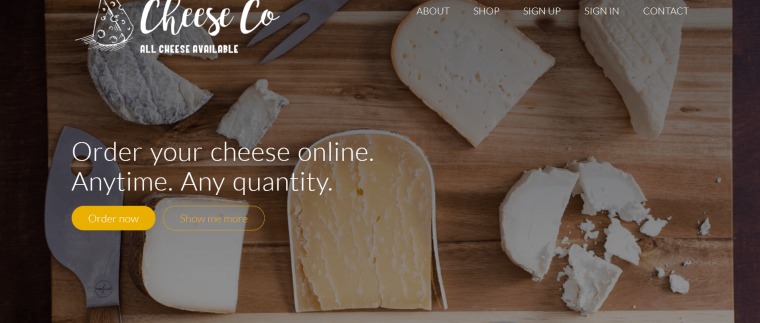 Cheese Co
ALL CHEESE AVAILABLE
ABOUT SHOP SIGN UP SIGN IN CONTACT
Order your cheese online.
Anytime. Any quantity.
Order now Show me more